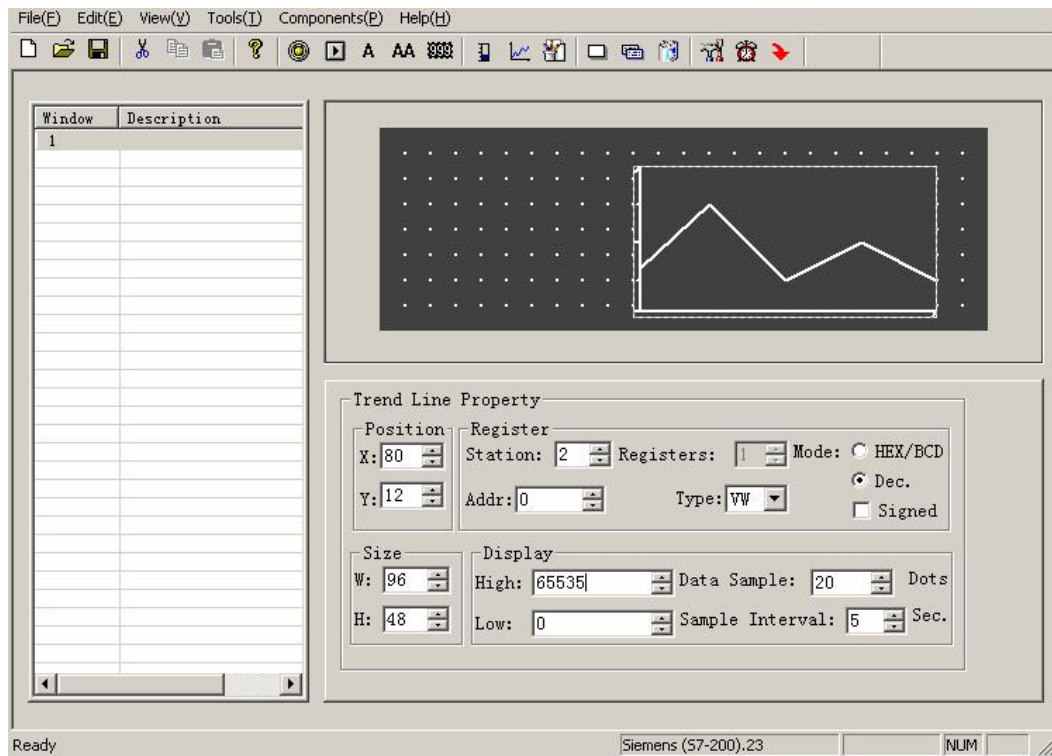 File(F) Edit(E) View(V) Tools(T) Components(P) Help(H)
? A AA 999
Window Description
1
Trend Line Property
Position
X: 80
Y: 12
Register
Station: 2 Registers: 1 Mode: HEX/BCD
Dec.
Addr: 0 Type: VW Signed
Size
W: 96
H: 48
Display
High: 65535 Data Sample: 20 Dots
Low: 0 Sample Interval: 5 Sec.
Ready Siemens (S7-200).23 NUM